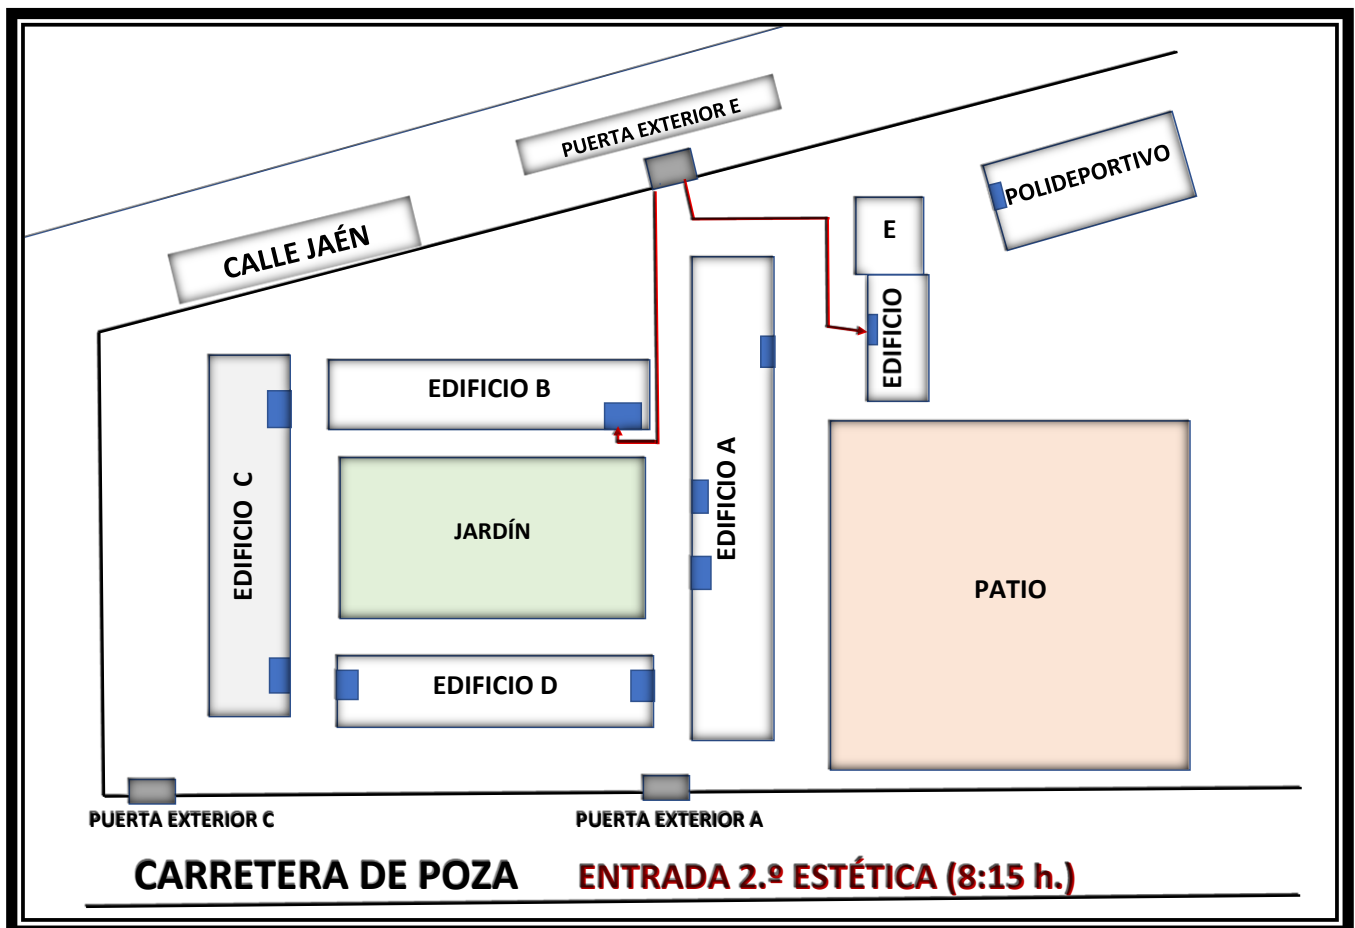 PUERTA EXTERIOR E
POLIDEPORTIVO
CALLE JAÉN
E
EDIFICIO
EDIFICIO B
EDIFICIO A
EDIFICIO C
JARDÍN
PATIO
EDIFICIO D
PUERTA EXTERIOR C
PUERTA EXTERIOR A
CARRETERA DE POZA
ENTRADA 2.º ESTÉTICA (8:15 h.)